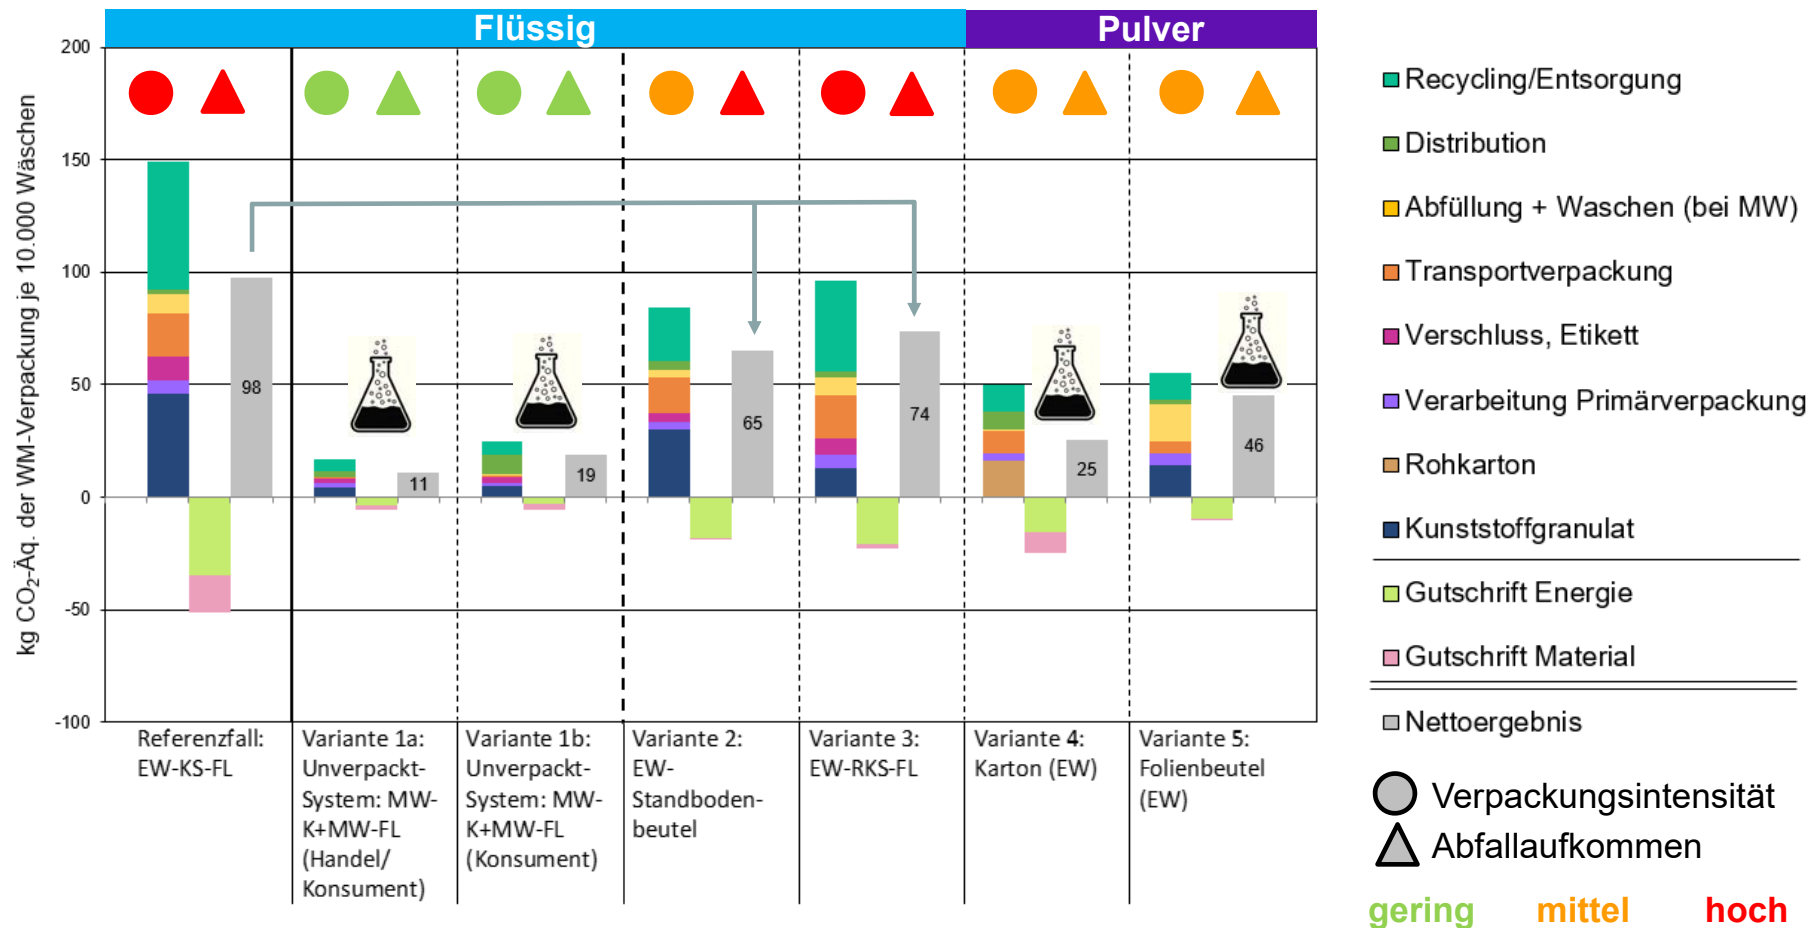 Flüssig
Pulver
kg CO₂-Äq. der WM-Verpackung je 10.000 Wäschen
200
150
100
50
0
-50
-100
98
11
19
65
74
25
46
Referenzfall:
EW-KS-FL
Variante 1a:
Unverpackt-
System: MW-
K+MW-FL
(Handel/
Konsument)
Variante 1b:
Unverpackt-
System: MW-
K+MW-FL
(Konsument)
Variante 2:
EW-
Standboden-
beutel
Variante 3:
EW-RKS-FL
Variante 4:
Karton (EW)
Variante 5:
Folienbeutel
(EW)
Recycling/Entsorgung
Distribution
Abfüllung + Waschen (bei MW)
Transportverpackung
Verschluss, Etikett
Verarbeitung Primärverpackung
Rohkarton
Kunststoffgranulat
Gutschrift Energie
Gutschrift Material
Nettoergebnis
Verpackungsintensität
Abfallaufkommen
gering mittel hoch